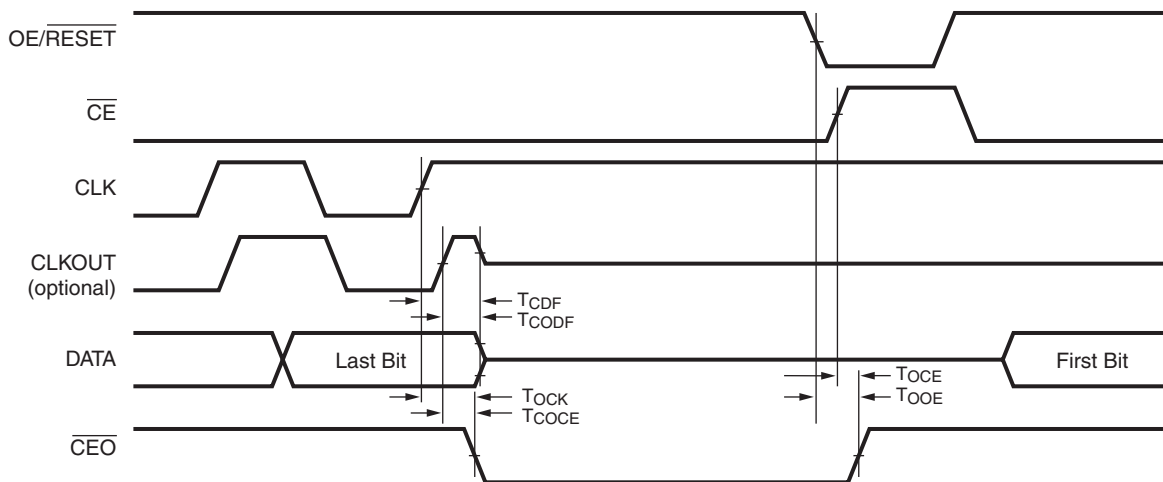 OE/RESET
CE
CLK
CLKOUT
(optional)
TCDF
TCODF
DATA
Last Bit
First Bit
TOCE
TOOE
TOCK
TCOCE
CEO